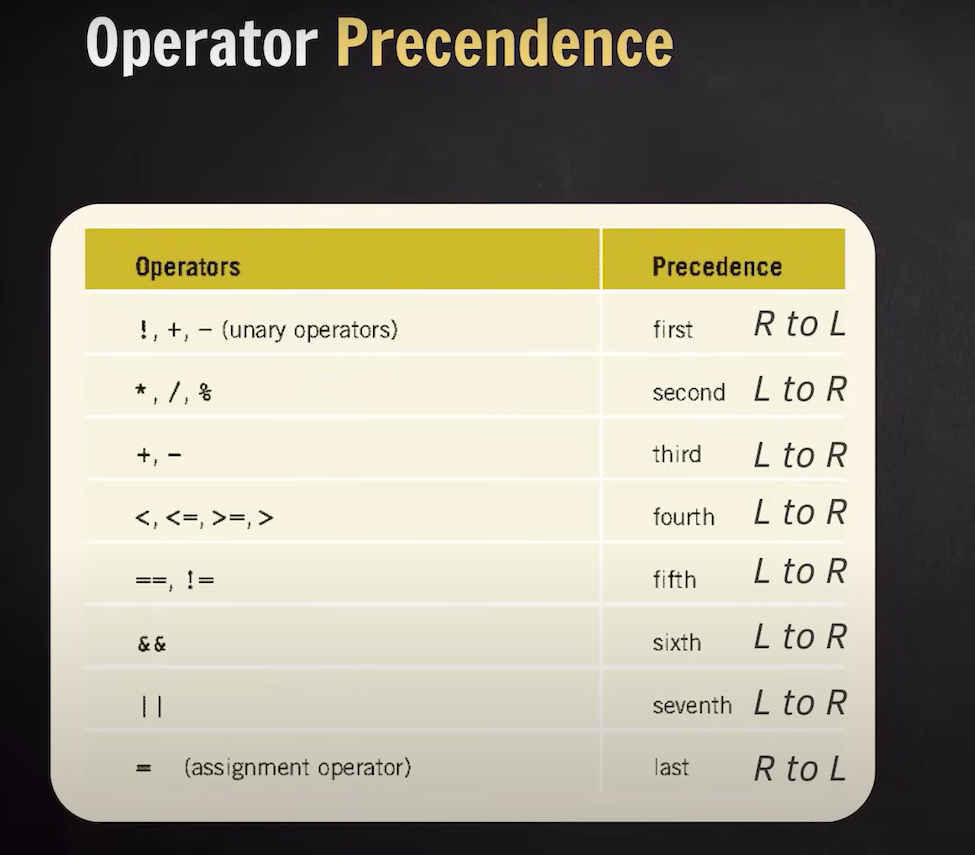 Operator Precendence
Operators Precedence
!, +, − (unary operators) first R to L
*, /, % second L to R
+, − third L to R
<, <=, >=, > fourth L to R
==, != fifth L to R
&& sixth L to R
|| seventh L to R
= (assignment operator) last R to L